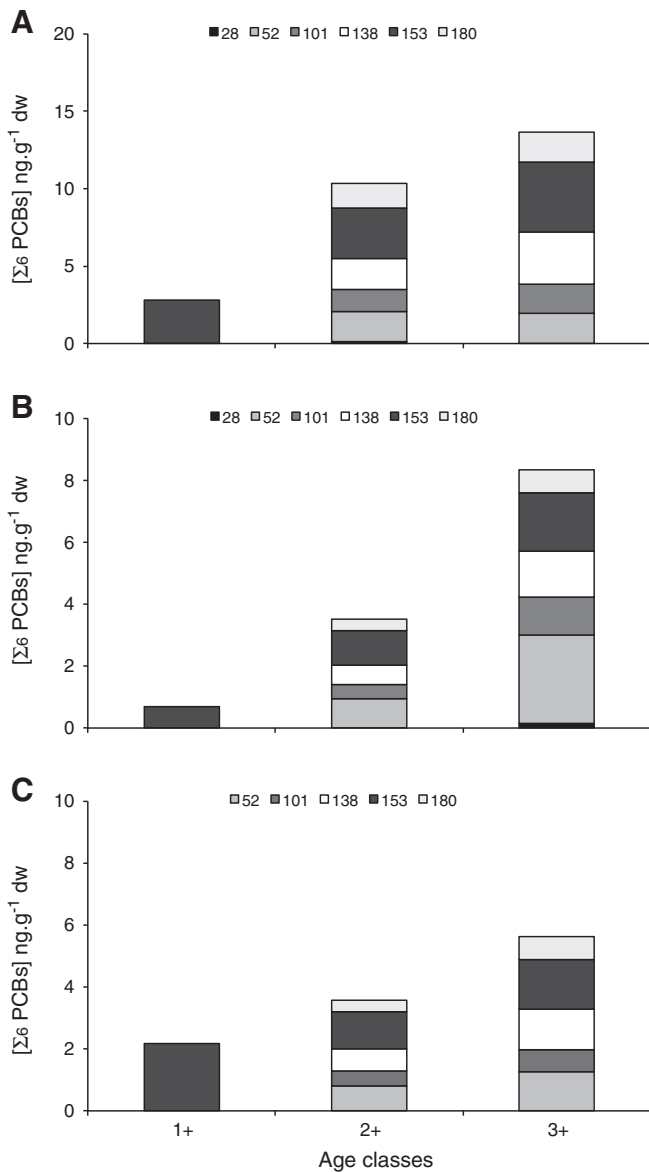 A
■28 ■52 ■101 □138 ■153 □180
20
15
10
5
0
[Σ6 PCBs] ng.g⁻¹ dw
B
■28 ■52 ■101 □138 ■153 □180
10
8
6
4
2
0
[Σ6 PCBs] ng.g⁻¹ dw
C
■52 ■101 □138 ■153 □180
10
8
6
4
2
0
[Σ6 PCBs] ng.g⁻¹ dw
1+ 2+ 3+
Age classes